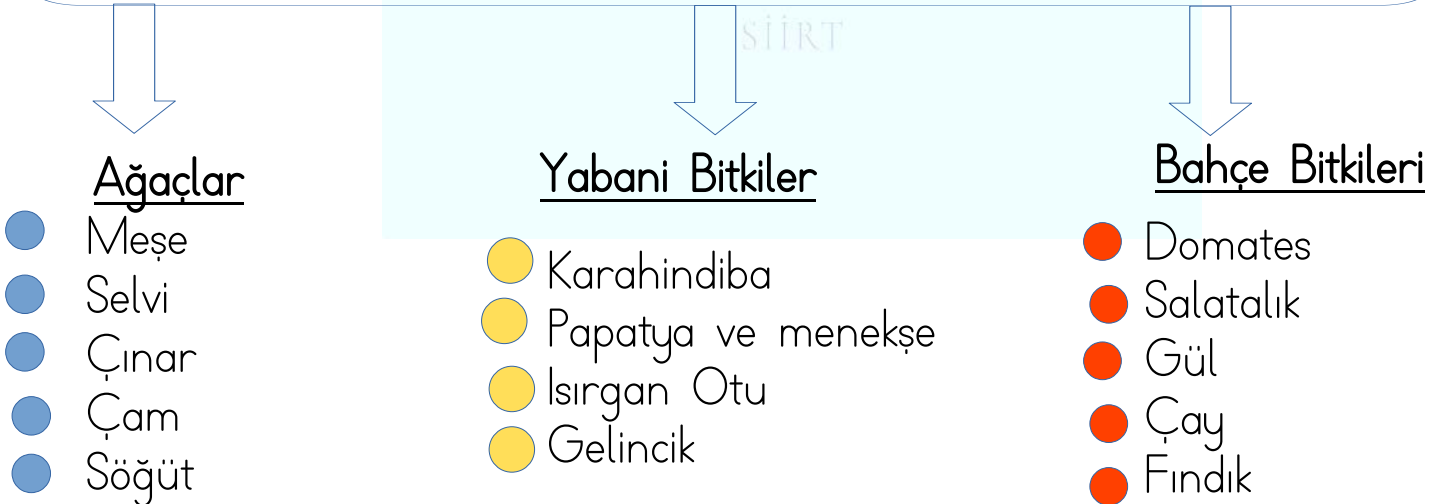 SİİRT
Ağaçlar
Meşe
Selvi
Çınar
Çam
Söğüt
Yabani Bitkiler
Karahindiba
Papatya ve menekşe
Isırgan Otu
Gelincik
Bahçe Bitkileri
Domates
Salatalık
Gül
Çay
Fındık